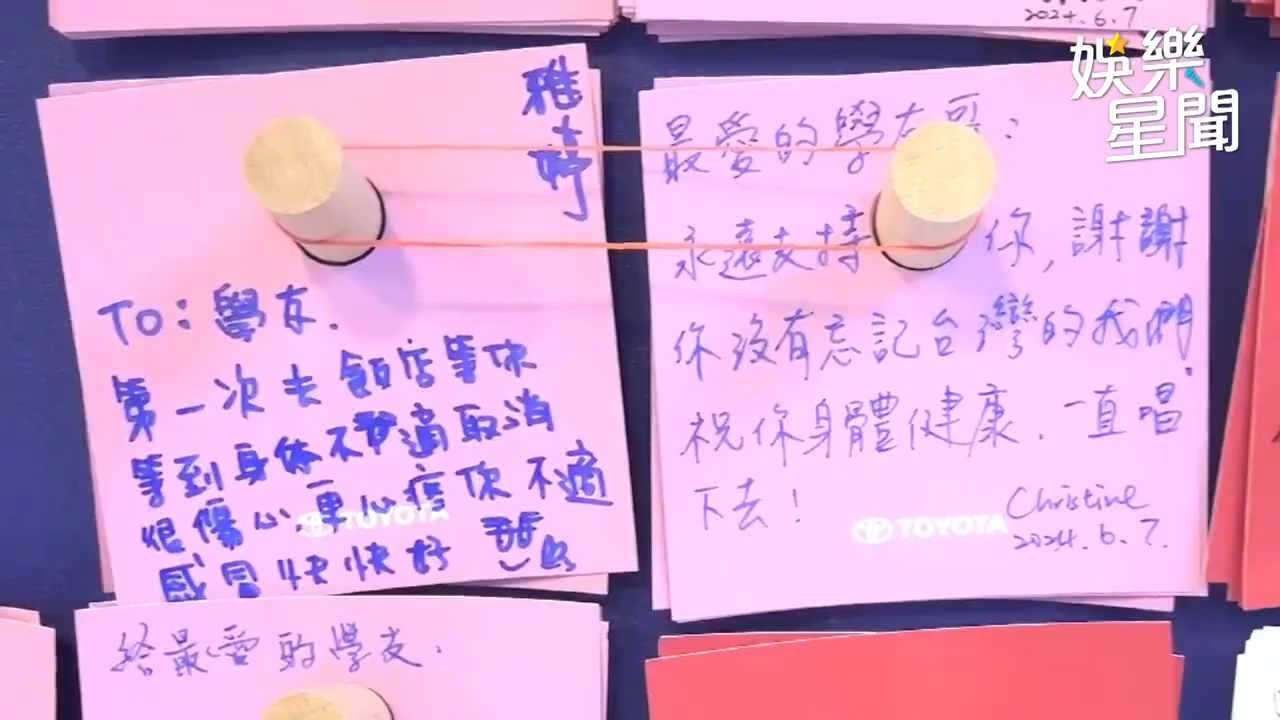 2024.6.7
娛樂
星聞
雅婷
TO:學友.
第一次去飯店等你
等到身体不適取消
很傷心更心疼你不適
感冒快快好
TOYOTA
最愛的學友哥:
永遠支持你,謝謝
你沒有忘記台灣的我們
祝你身體健康、一直唱
下去!
Christine
TOYOTA
2024.6.7.
給最愛的學友.